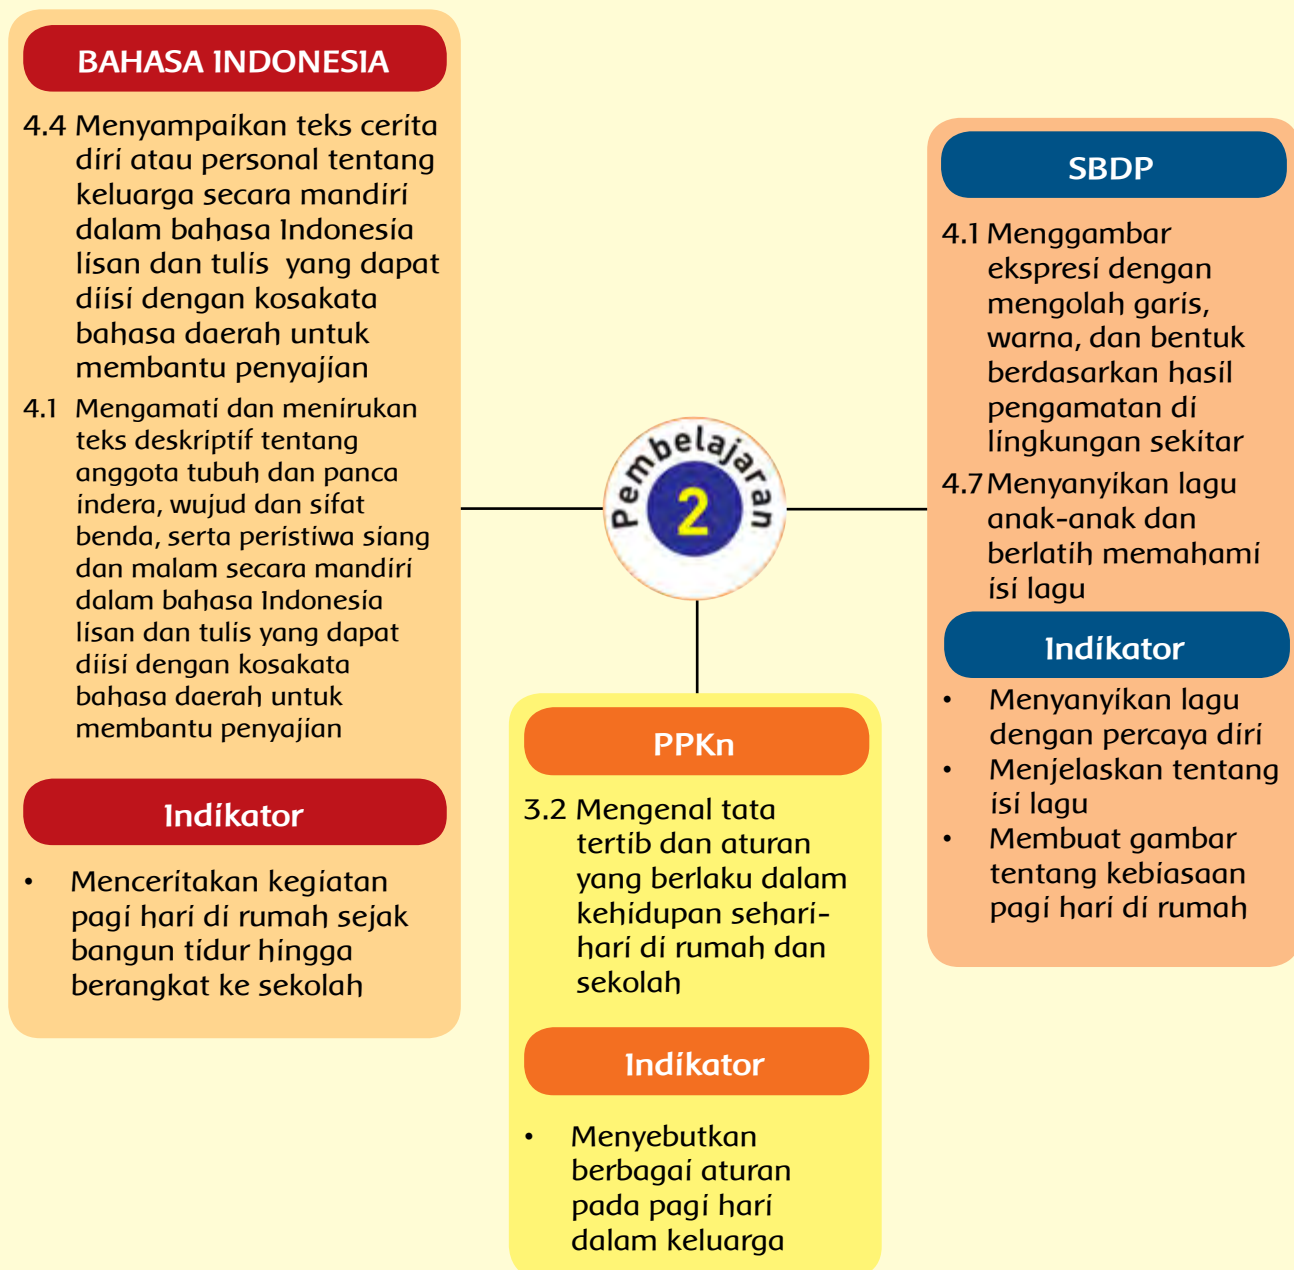 BAHASA INDONESIA
4.4 Menyampaikan teks cerita
diri atau personal tentang
keluarga secara mandiri
dalam bahasa Indonesia
lisan dan tulis yang dapat
diisi dengan kosakata
bahasa daerah untuk
membantu penyajian
4.1 Mengamati dan menirukan
teks deskriptif tentang
anggota tubuh dan panca
indera, wujud dan sifat
benda, serta peristiwa siang
dan malam secara mandiri
dalam bahasa Indonesia
lisan dan tulis yang dapat
diisi dengan kosakata
bahasa daerah untuk
membantu penyajian
Indikator
• Menceritakan kegiatan
pagi hari di rumah sejak
bangun tidur hingga
berangkat ke sekolah
Pembelajaran
2
PPKn
3.2 Mengenal tata
tertib dan aturan
yang berlaku dalam
kehidupan sehari-
hari di rumah dan
sekolah
Indikator
• Menyebutkan
berbagai aturan
pada pagi hari
dalam keluarga
SBDP
4.1 Menggambar
ekspresi dengan
mengolah garis,
warna, dan bentuk
berdasarkan hasil
pengamatan di
lingkungan sekitar
4.7 Menyanyikan lagu
anak-anak dan
berlatih memahami
isi lagu
Indikator
• Menyanyikan lagu
dengan percaya diri
• Menjelaskan tentang
isi lagu
• Membuat gambar
tentang kebiasaan
pagi hari di rumah